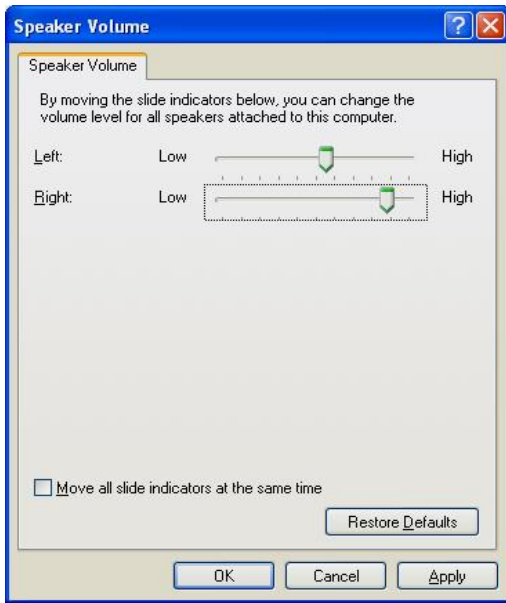 Speaker Volume
Speaker Volume
By moving the slide indicators below, you can change the
volume level for all speakers attached to this computer.
Left: Low High
Right: Low High
Move all slide indicators at the same time
Restore Defaults
OK Cancel Apply